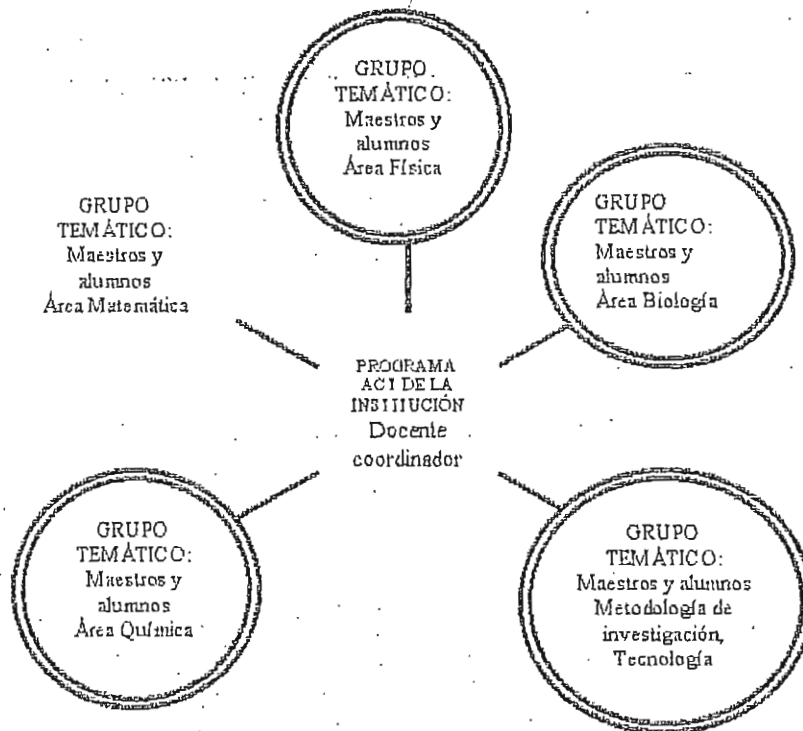 GRUPO
TEMÁTICO:
Maestros y
alumnos
Área Física
GRUPO
TEMÁTICO:
Maestros y
alumnos
Área Matemática
GRUPO
TEMÁTICO:
Maestros y
alumnos
Área Biología
PROGRAMA
ACT DE LA
INSTITUCIÓN
Docente
coordinador
GRUPO
TEMÁTICO:
Maestros y
alumnos
Área Química
GRUPO
TEMÁTICO:
Maestros y alumnos
Metodología de
investigación,
Tecnología